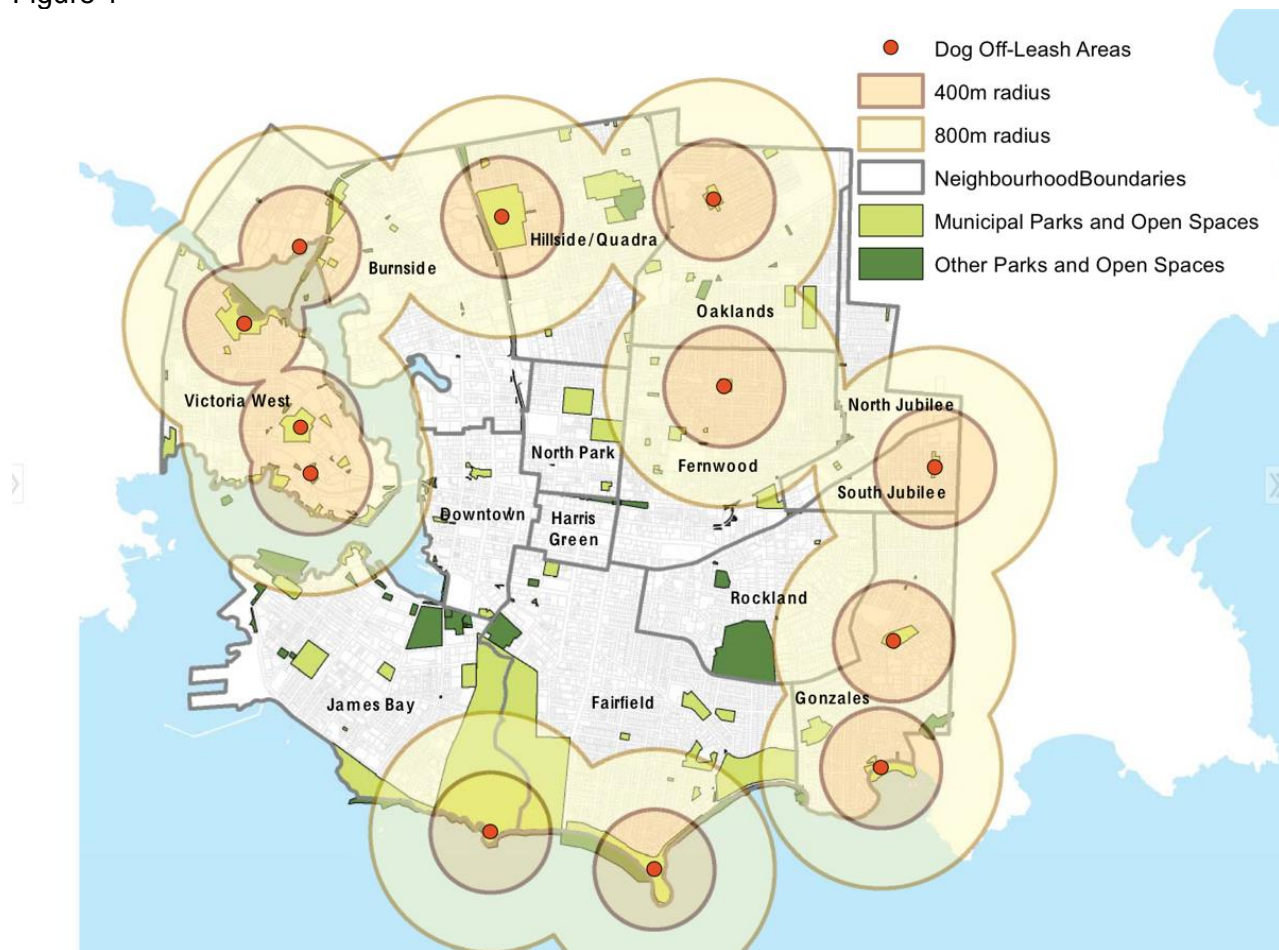 Dog Off-Leash Areas
400m radius
800m radius
NeighbourhoodBoundaries
Municipal Parks and Open Spaces
Other Parks and Open Spaces
Hillside/Quadra
Burnside
Oaklands
Victoria West
North Jubilee
North Park
Fernwood
South Jubilee
Downtown
Harris
Green
Rockland
Gonzales
James Bay
Fairfield